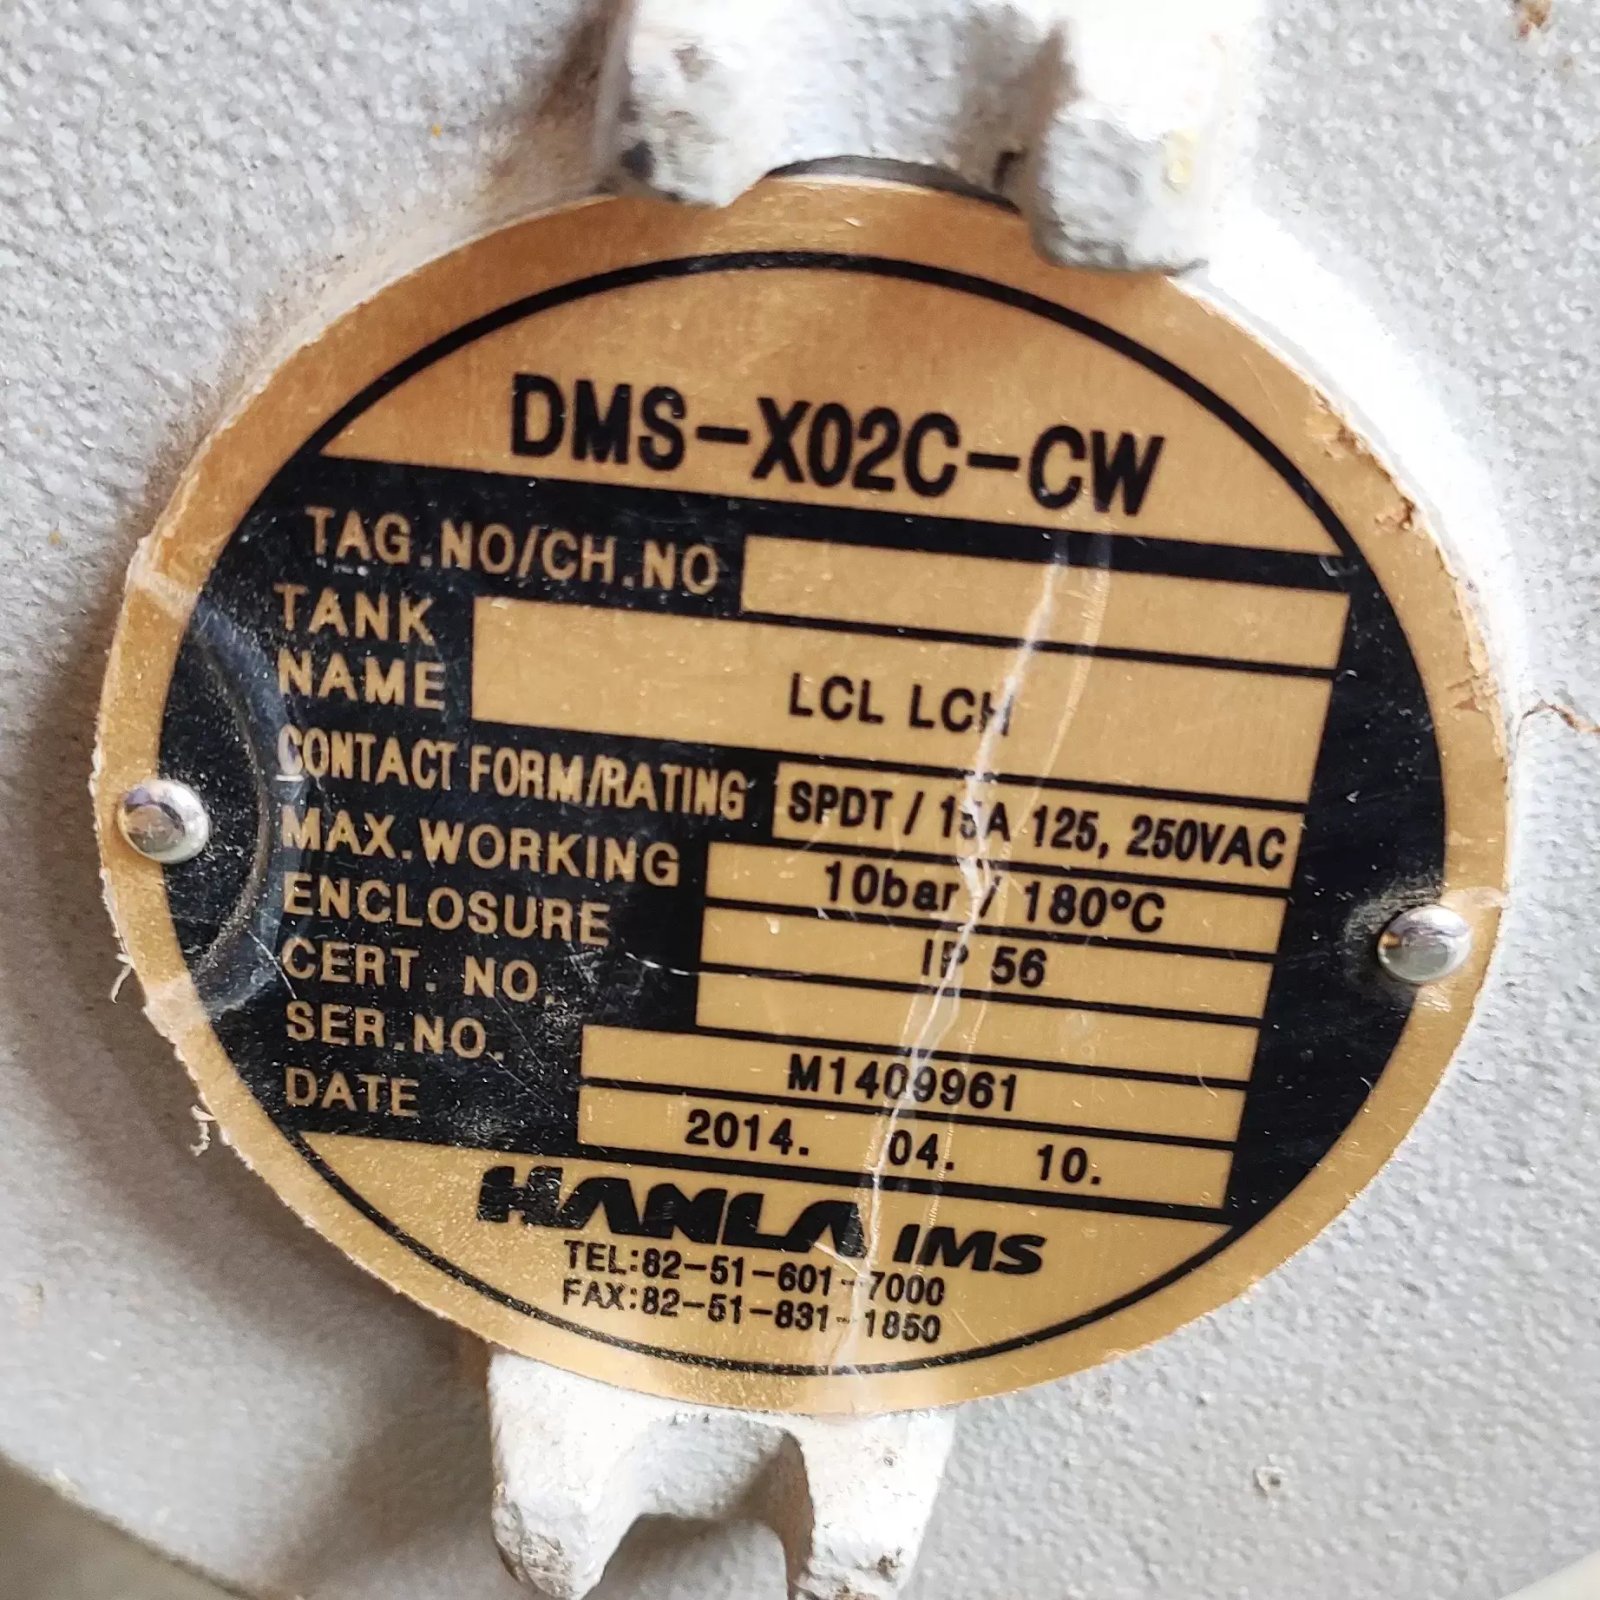 DMS-X02C-CW
TAG.NO/CH.NO
TANK NAME LCL LCH
CONTACT FORM/RATING SPDT / 15A 125, 250VAC
MAX.WORKING 10bar / 180°C
ENCLOSURE IP 56
CERT. NO.
SER.NO. M1409961
DATE 2014. 04. 10.
HANLA IMS
TEL:82-51-601-7000
FAX:82-51-831-1850